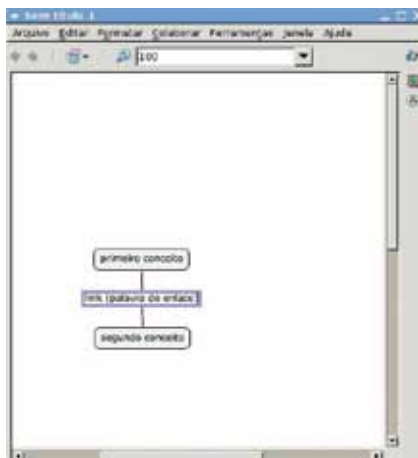 Sem título 1
Arquivo Editar Formatar Colaborar Ferramentas Janela Ajuda
100
primeiro conceito
link (palavra de enlace)
segundo conceito